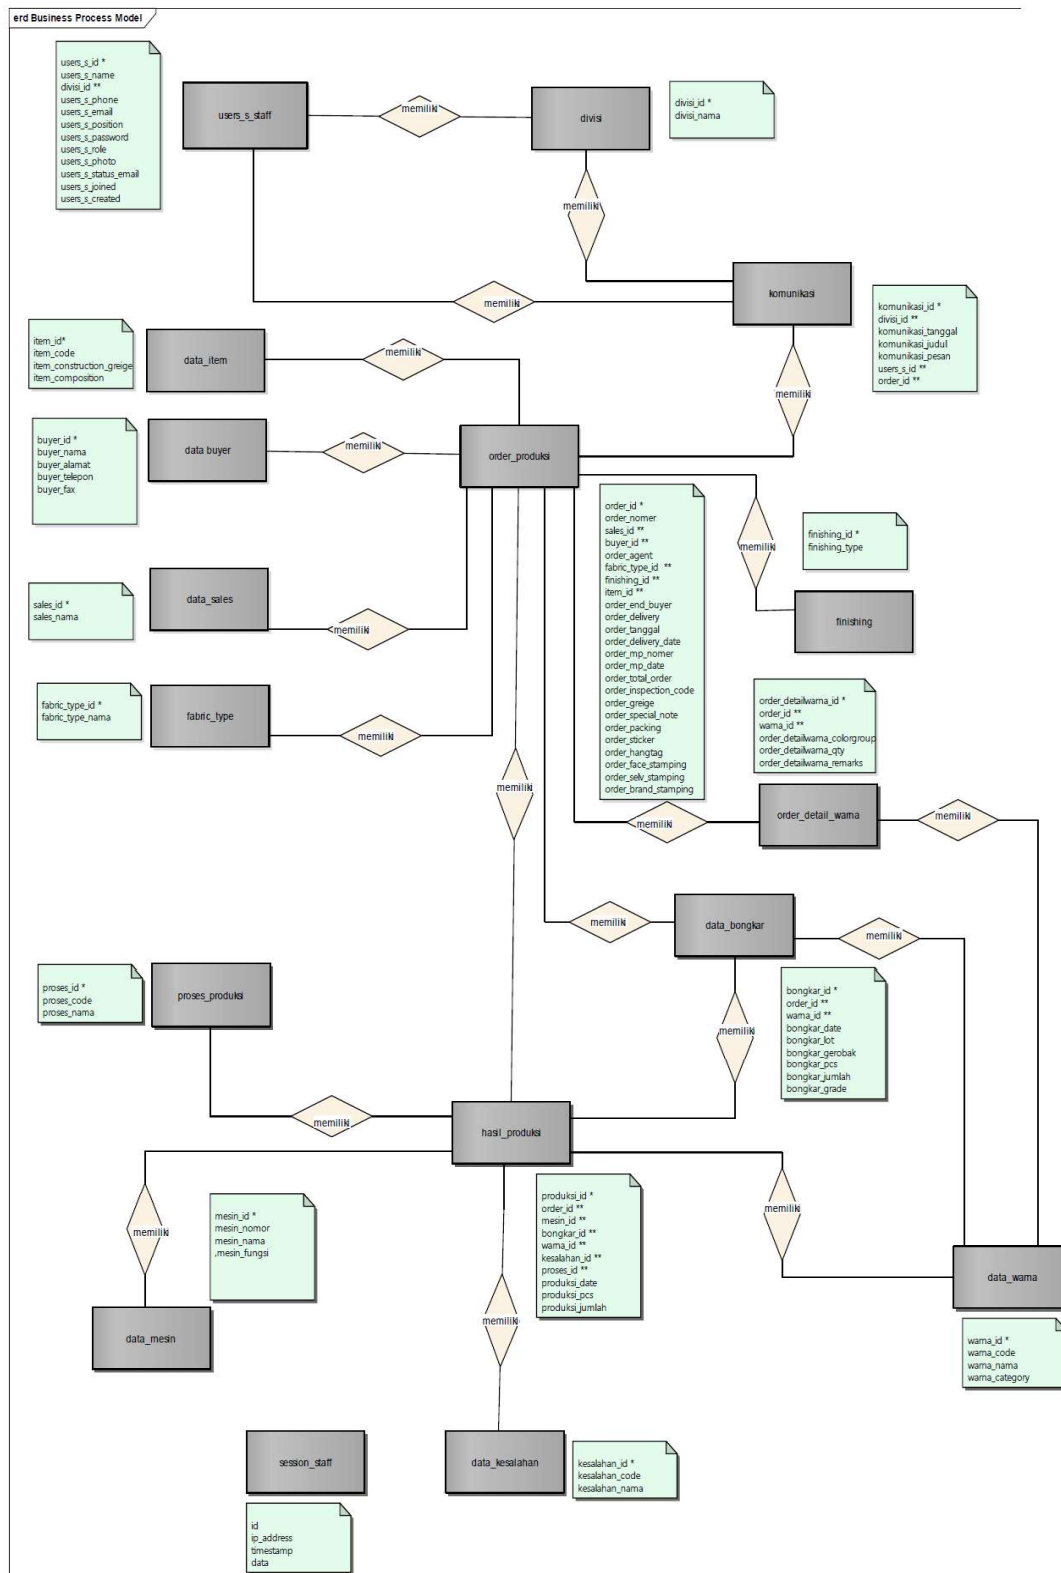 erd Business Process Model
users_s_id *
users_s_name
divisi_id **
users_s_phone
users_s_email
users_s_position
users_s_password
users_s_role
users_s_photo
users_s_status_email
users_s_joined
users_s_created
users_s_staff
memiliki
divisi
divisi_id *
divisi_nama
memiliki
memiliki
komunikasi
komunikasi_id *
divisi_id **
komunikasi_tanggal
komunikasi_judul
komunikasi_pesan
users_s_id **
order_id **
item_id*
item_code
item_construction_greige
item_composition
data_item
memiliki
memiliki
buyer_id *
buyer_nama
buyer_alamat
buyer_telepon
buyer_fax
data buyer
memiliki
order_produksi
order_id *
order_nomer
sales_id **
buyer_id **
order_agent
fabric_type_id **
finishing_id **
item_id **
order_end_buyer
order_delivery
order_tanggal
order_delivery_date
order_mp_nomer
order_mp_date
order_total_order
order_inspection_code
order_greige
order_special_note
order_packing
order_sticker
order_hangtag
order_face_stamping
order_selv_stamping
order_brand_stamping
memiliki
finishing_id *
finishing_type
finishing
sales_id *
sales_nama
data_sales
memiliki
fabric_type_id *
fabric_type_nama
fabric_type
memiliki
memiliki
order_detailwarna_id *
order_id **
warna_id **
order_detailwarna_colorgroup
order_detailwarna_qty
order_detailwarna_remarks
memiliki
order_detail_warna
memiliki
memiliki
data_bongkar
memiliki
proses_id *
proses_code
proses_nama
proses_produksi
memiliki
bongkar_id *
order_id **
warna_id **
bongkar_date
bongkar_lot
bongkar_gerobak
bongkar_pcs
bongkar_jumlah
bongkar_grade
memiliki
hasil_produksi
memiliki
mesin_id *
mesin_nomor
mesin_nama
,mesin_fungsi
produksi_id *
order_id **
mesin_id **
bongkar_id **
warna_id **
kesalahan_id **
proses_id **
produksi_date
produksi_pcs
produksi_jumlah
memiliki
data_warna
data_mesin
memiliki
warna_id *
warna_code
warna_nama
warna_category
session_staff
data_kesalahan
kesalahan_id *
kesalahan_code
kesalahan_nama
id
ip_address
timestamp
data